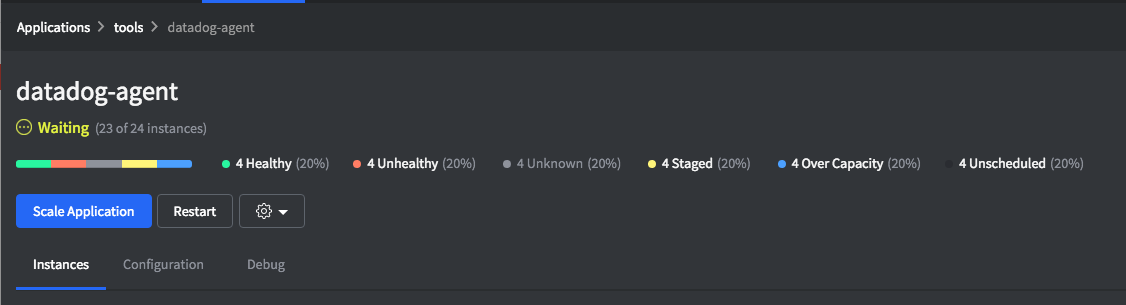 Applications > tools > datadog-agent
datadog-agent
Waiting (23 of 24 instances)
4 Healthy (20%) 4 Unhealthy (20%) 4 Unknown (20%) 4 Staged (20%) 4 Over Capacity (20%) 4 Unscheduled (20%)
Scale Application Restart
Instances Configuration Debug